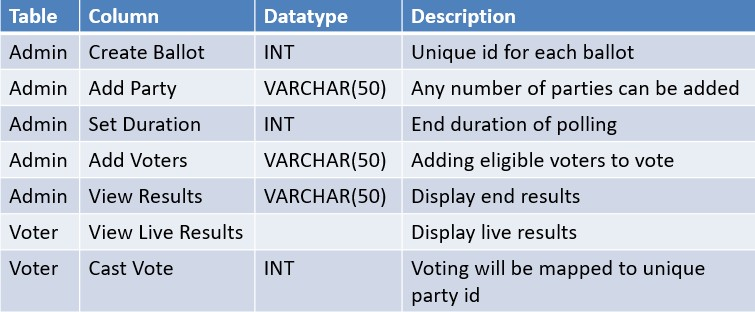 Table Column Datatype Description
Admin Create Ballot INT Unique id for each ballot
Admin Add Party VARCHAR(50) Any number of parties can be added
Admin Set Duration INT End duration of polling
Admin Add Voters VARCHAR(50) Adding eligible voters to vote
Admin View Results VARCHAR(50) Display end results
Voter View Live Results Display live results
Voter Cast Vote INT Voting will be mapped to unique
party id